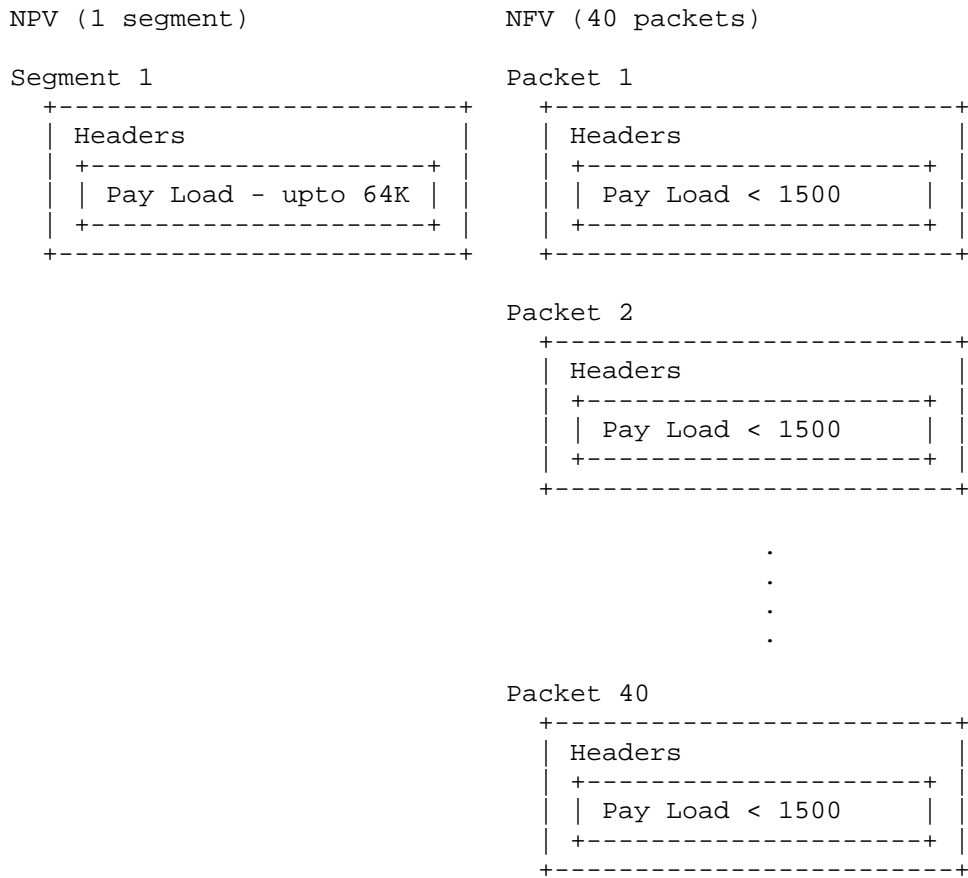 NPV (1 segment) NFV (40 packets)
Segment 1 Packet 1
Headers Headers
Pay Load - upto 64K Pay Load < 1500
Packet 2
Headers
Pay Load < 1500
.
.
.
.
Packet 40
Headers
Pay Load < 1500